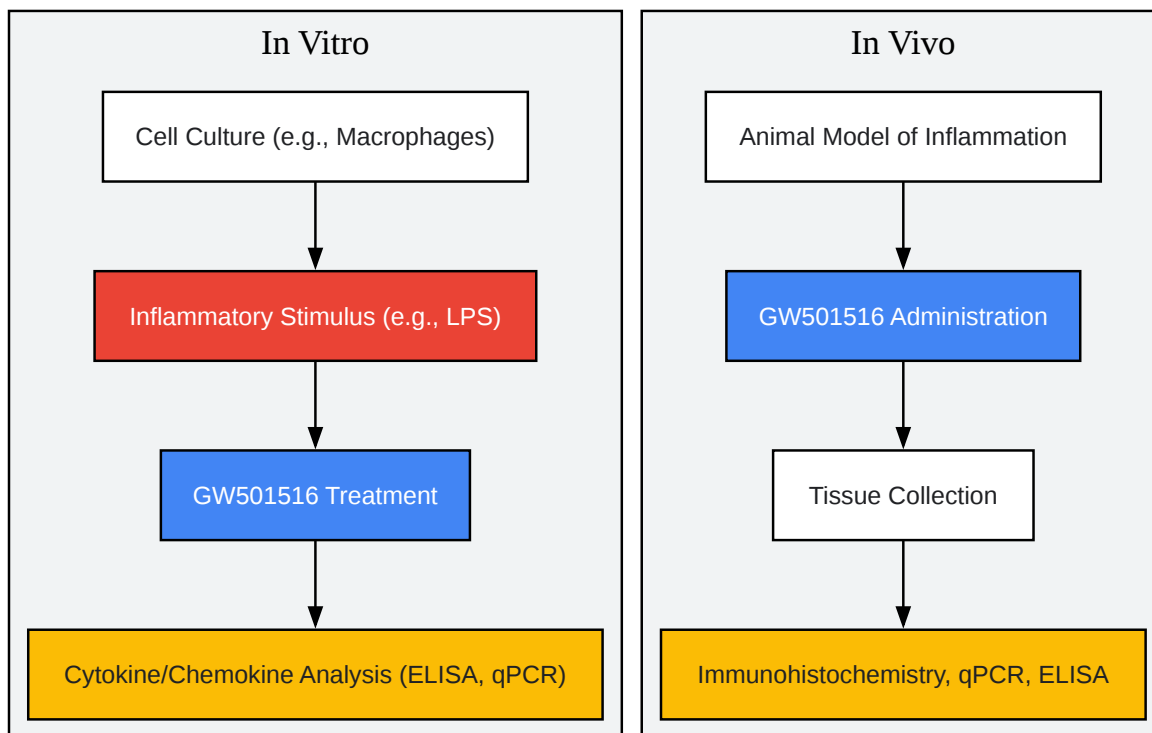 In Vitro
Cell Culture (e.g., Macrophages)
Inflammatory Stimulus (e.g., LPS)
GW501516 Treatment
Cytokine/Chemokine Analysis (ELISA, qPCR)
In Vivo
Animal Model of Inflammation
GW501516 Administration
Tissue Collection
Immunohistochemistry, qPCR, ELISA